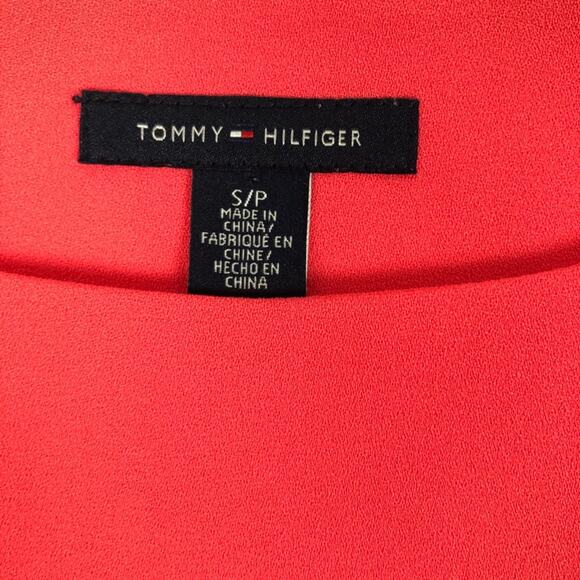 TOMMY HILFIGER
S/P
MADE IN
CHINA/
FABRIQUÉ EN
CHINE/
HECHO EN
CHINA